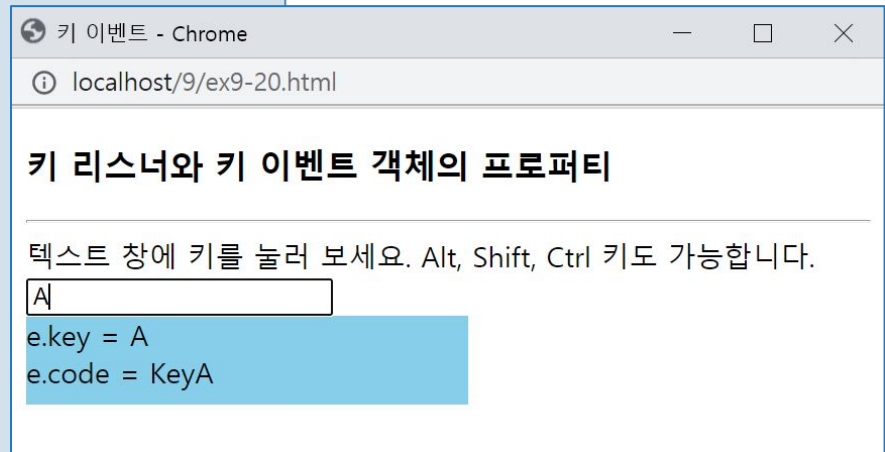 키 이벤트 - Chrome
localhost/9/ex9-20.html
키 리스너와 키 이벤트 객체의 프로퍼티
텍스트 창에 키를 눌러 보세요. Alt, Shift, Ctrl 키도 가능합니다.
A
e.key = A
e.code = KeyA